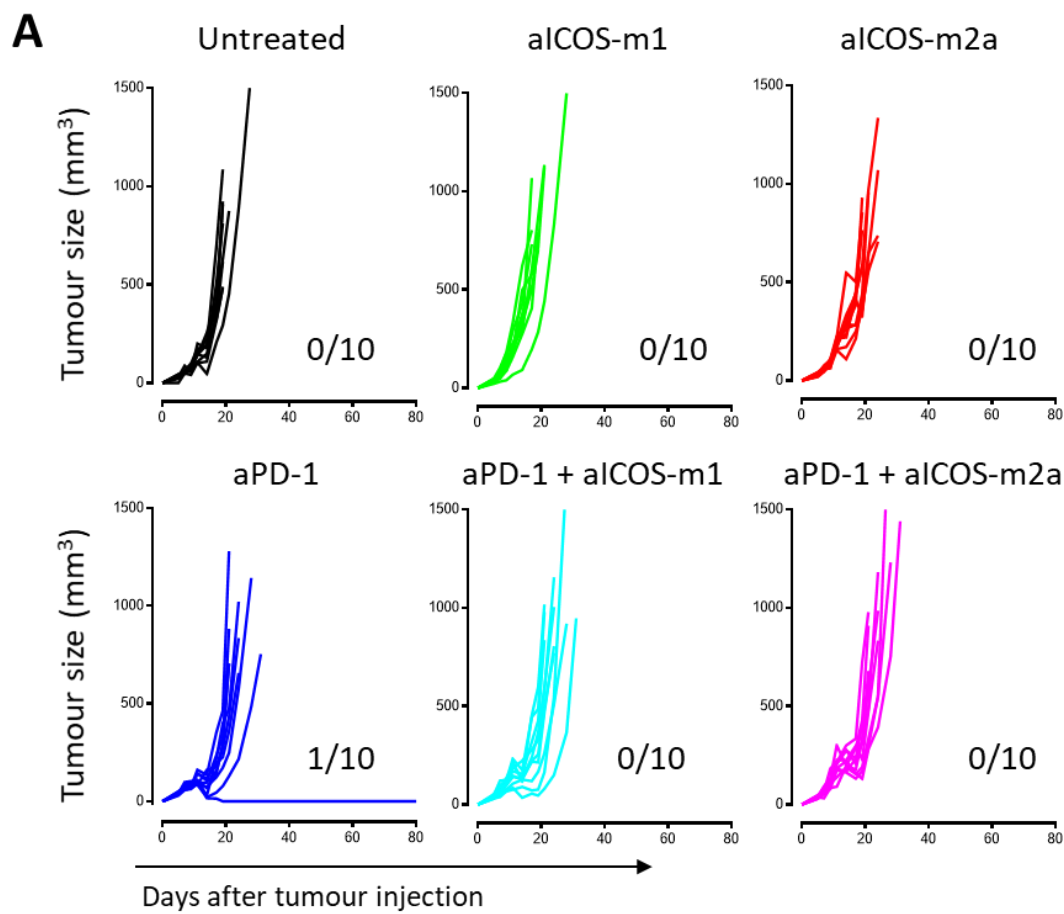 A
Untreated
aICOS-m1
aICOS-m2a
Tumour size (mm³)
1500
1000
500
0
0/10
0 20 40 60 80
1500
1000
500
0
0/10
0 20 40 60 80
1500
1000
500
0
0/10
0 20 40 60 80
aPD-1
aPD-1 + aICOS-m1
aPD-1 + aICOS-m2a
Tumour size (mm³)
1500
1000
500
0
1/10
0 20 40 60 80
1500
1000
500
0
0/10
0 20 40 60 80
1500
1000
500
0
0/10
0 20 40 60 80
Days after tumour injection